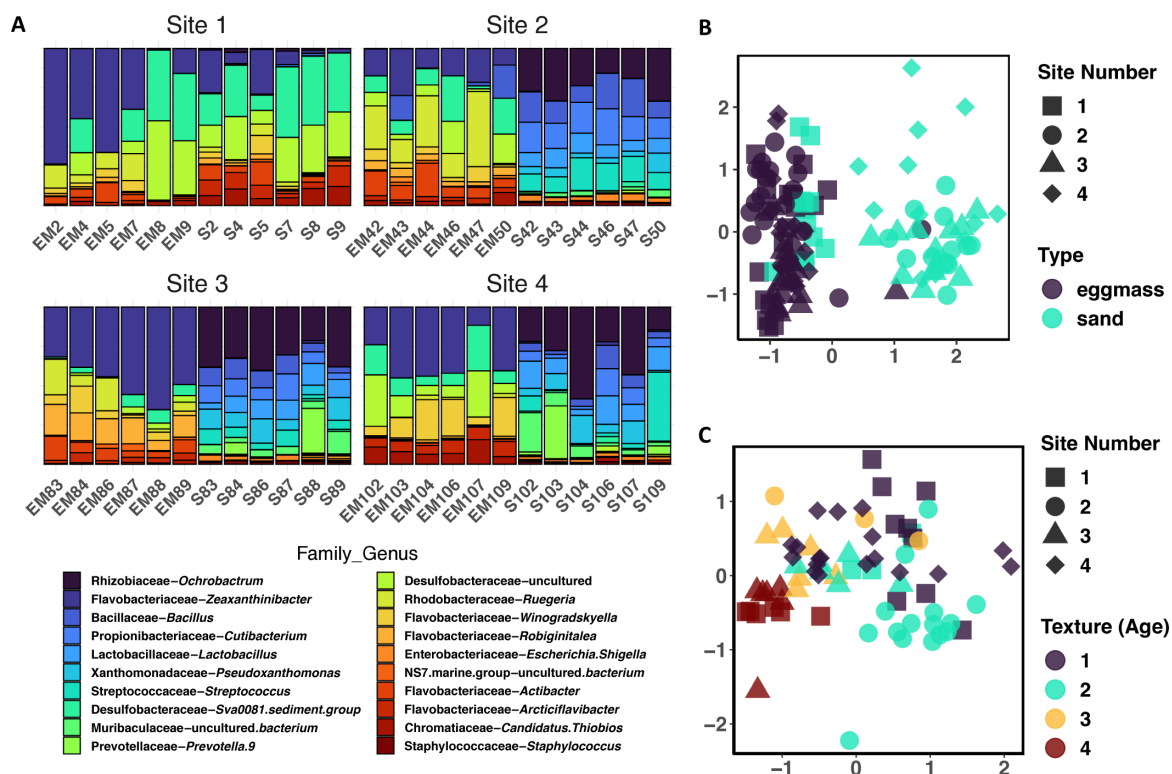 A
Site 1
Site 2
EM2 EM4 EM5 EM7 EM8 EM9 S2 S4 S5 S7 S8 S9
EM42 EM43 EM44 EM46 EM47 EM50 S42 S43 S44 S46 S47 S50
Site 3
Site 4
EM83 EM84 EM86 EM87 EM88 EM89 S83 S84 S86 S87 S88 S89
EM102 EM103 EM104 EM106 EM107 EM109 S102 S103 S104 S106 S107 S109
Family_Genus
Rhizobiaceae–Ochrobactrum
Flavobacteriaceae–Zeaxanthinibacter
Bacillaceae–Bacillus
Propionibacteriaceae–Cutibacterium
Lactobacillaceae–Lactobacillus
Xanthomonadaceae–Pseudoxanthomonas
Streptococcaceae–Streptococcus
Desulfobacteraceae–Sva0081.sediment.group
Muribaculaceae–uncultured.bacterium
Prevotellaceae–Prevotella.9
Desulfobacteraceae–uncultured
Rhodobacteraceae–Ruegeria
Flavobacteriaceae–Winogradskyella
Flavobacteriaceae–Robiginitalea
Enterobacteriaceae–Escherichia.Shigella
NS7.marine.group–uncultured.bacterium
Flavobacteriaceae–Actibacter
Flavobacteriaceae–Arcticiflavibacter
Chromatiaceae–Candidatus.Thiobios
Staphylococcaceae–Staphylococcus
B
2
1
0
−1
−1 0 1 2
Site Number
1
2
3
4
Type
eggmass
sand
C
1
0
−1
−2
−1 0 1 2
Site Number
1
2
3
4
Texture (Age)
1
2
3
4